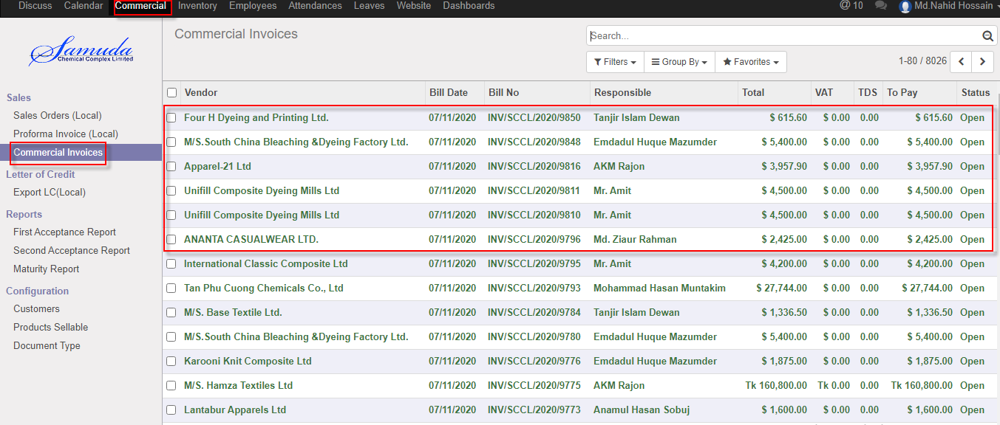 Discuss Calendar Commercial Inventory Employees Attendances Leaves Website Dashboards @ 10 Md.Nahid Hossain
Samuda
Chemical Complex Limited
Sales
Sales Orders (Local)
Proforma Invoice (Local)
Commercial Invoices
Letter of Credit
Export LC(Local)
Reports
First Acceptance Report
Second Acceptance Report
Maturity Report
Configuration
Customers
Products Sellable
Document Type
Commercial Invoices
Search...
Filters Group By Favorites 1-80 / 8026
Vendor Bill Date Bill No Responsible Total VAT TDS To Pay Status
Four H Dyeing and Printing Ltd. 07/11/2020 INV/SCCL/2020/9850 Tanjir Islam Dewan $ 615.60 $ 0.00 0.00 $ 615.60 Open
M/S.South China Bleaching &Dyeing Factory Ltd. 07/11/2020 INV/SCCL/2020/9848 Emdadul Huque Mazumder $ 5,400.00 $ 0.00 0.00 $ 5,400.00 Open
Apparel-21 Ltd 07/11/2020 INV/SCCL/2020/9816 AKM Rajon $ 3,957.90 $ 0.00 0.00 $ 3,957.90 Open
Unifill Composite Dyeing Mills Ltd 07/11/2020 INV/SCCL/2020/9811 Mr. Amit $ 4,500.00 $ 0.00 0.00 $ 4,500.00 Open
Unifill Composite Dyeing Mills Ltd 07/11/2020 INV/SCCL/2020/9810 Mr. Amit $ 4,500.00 $ 0.00 0.00 $ 4,500.00 Open
ANANTA CASUALWEAR LTD. 07/11/2020 INV/SCCL/2020/9796 Md. Ziaur Rahman $ 2,425.00 $ 0.00 0.00 $ 2,425.00 Open
International Classic Composite Ltd 07/11/2020 INV/SCCL/2020/9795 Mr. Amit $ 4,200.00 $ 0.00 0.00 $ 4,200.00 Open
Tan Phu Cuong Chemicals Co., Ltd 07/11/2020 INV/SCCL/2020/9793 Mohammad Hasan Muntakim $ 27,744.00 $ 0.00 0.00 $ 27,744.00 Open
M/S. Base Textile Ltd. 07/11/2020 INV/SCCL/2020/9784 Tanjir Islam Dewan $ 1,336.50 $ 0.00 0.00 $ 1,336.50 Open
M/S.South China Bleaching &Dyeing Factory Ltd. 07/11/2020 INV/SCCL/2020/9780 Emdadul Huque Mazumder $ 5,400.00 $ 0.00 0.00 $ 5,400.00 Open
Karooni Knit Composite Ltd 07/11/2020 INV/SCCL/2020/9776 Emdadul Huque Mazumder $ 1,875.00 $ 0.00 0.00 $ 1,875.00 Open
M/S. Hamza Textiles Ltd 07/11/2020 INV/SCCL/2020/9775 AKM Rajon Tk 160,800.00 Tk 0.00 0.00 Tk 160,800.00 Open
Lantabur Apparels Ltd 07/11/2020 INV/SCCL/2020/9773 Anamul Hasan Sobuj $ 1,600.00 $ 0.00 0.00 $ 1,600.00 Open